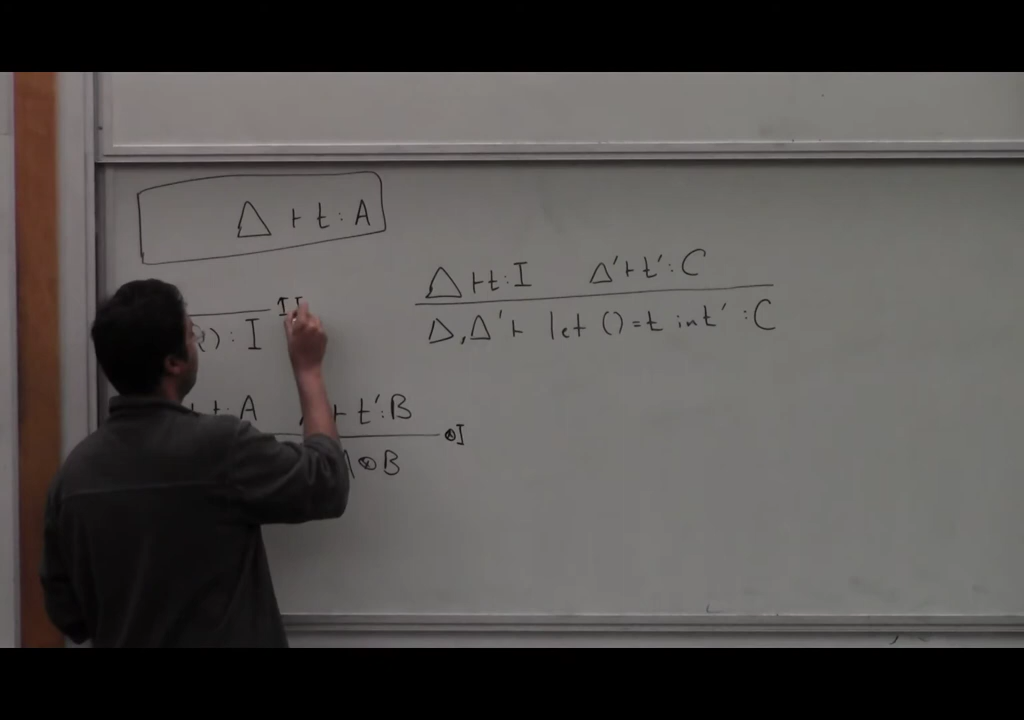 Δ ⊢ t : A
Δ ⊢ t : I Δ' ⊢ t' : C
Δ, Δ' ⊢ let () = t in t' : C
) : I II
⊢ t : A ⊢ t' : B
⊗I
⊗ B